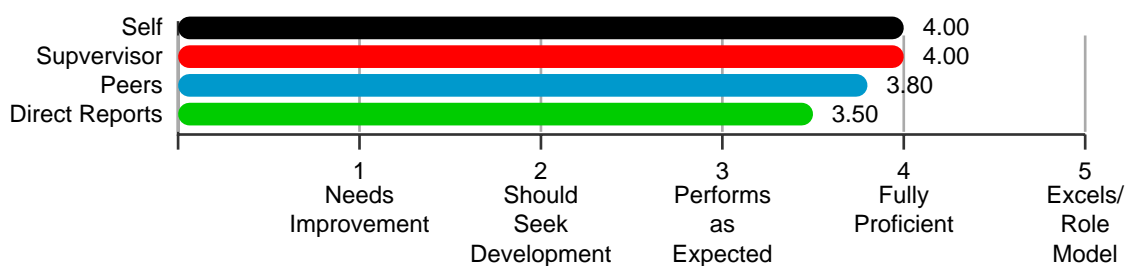 Self 4.00
Supvervisor 4.00
Peers 3.80
Direct Reports 3.50
1 2 3 4 5
Needs Should Performs Fully Excels/
Improvement Seek as Proficient Role
Development Expected Model